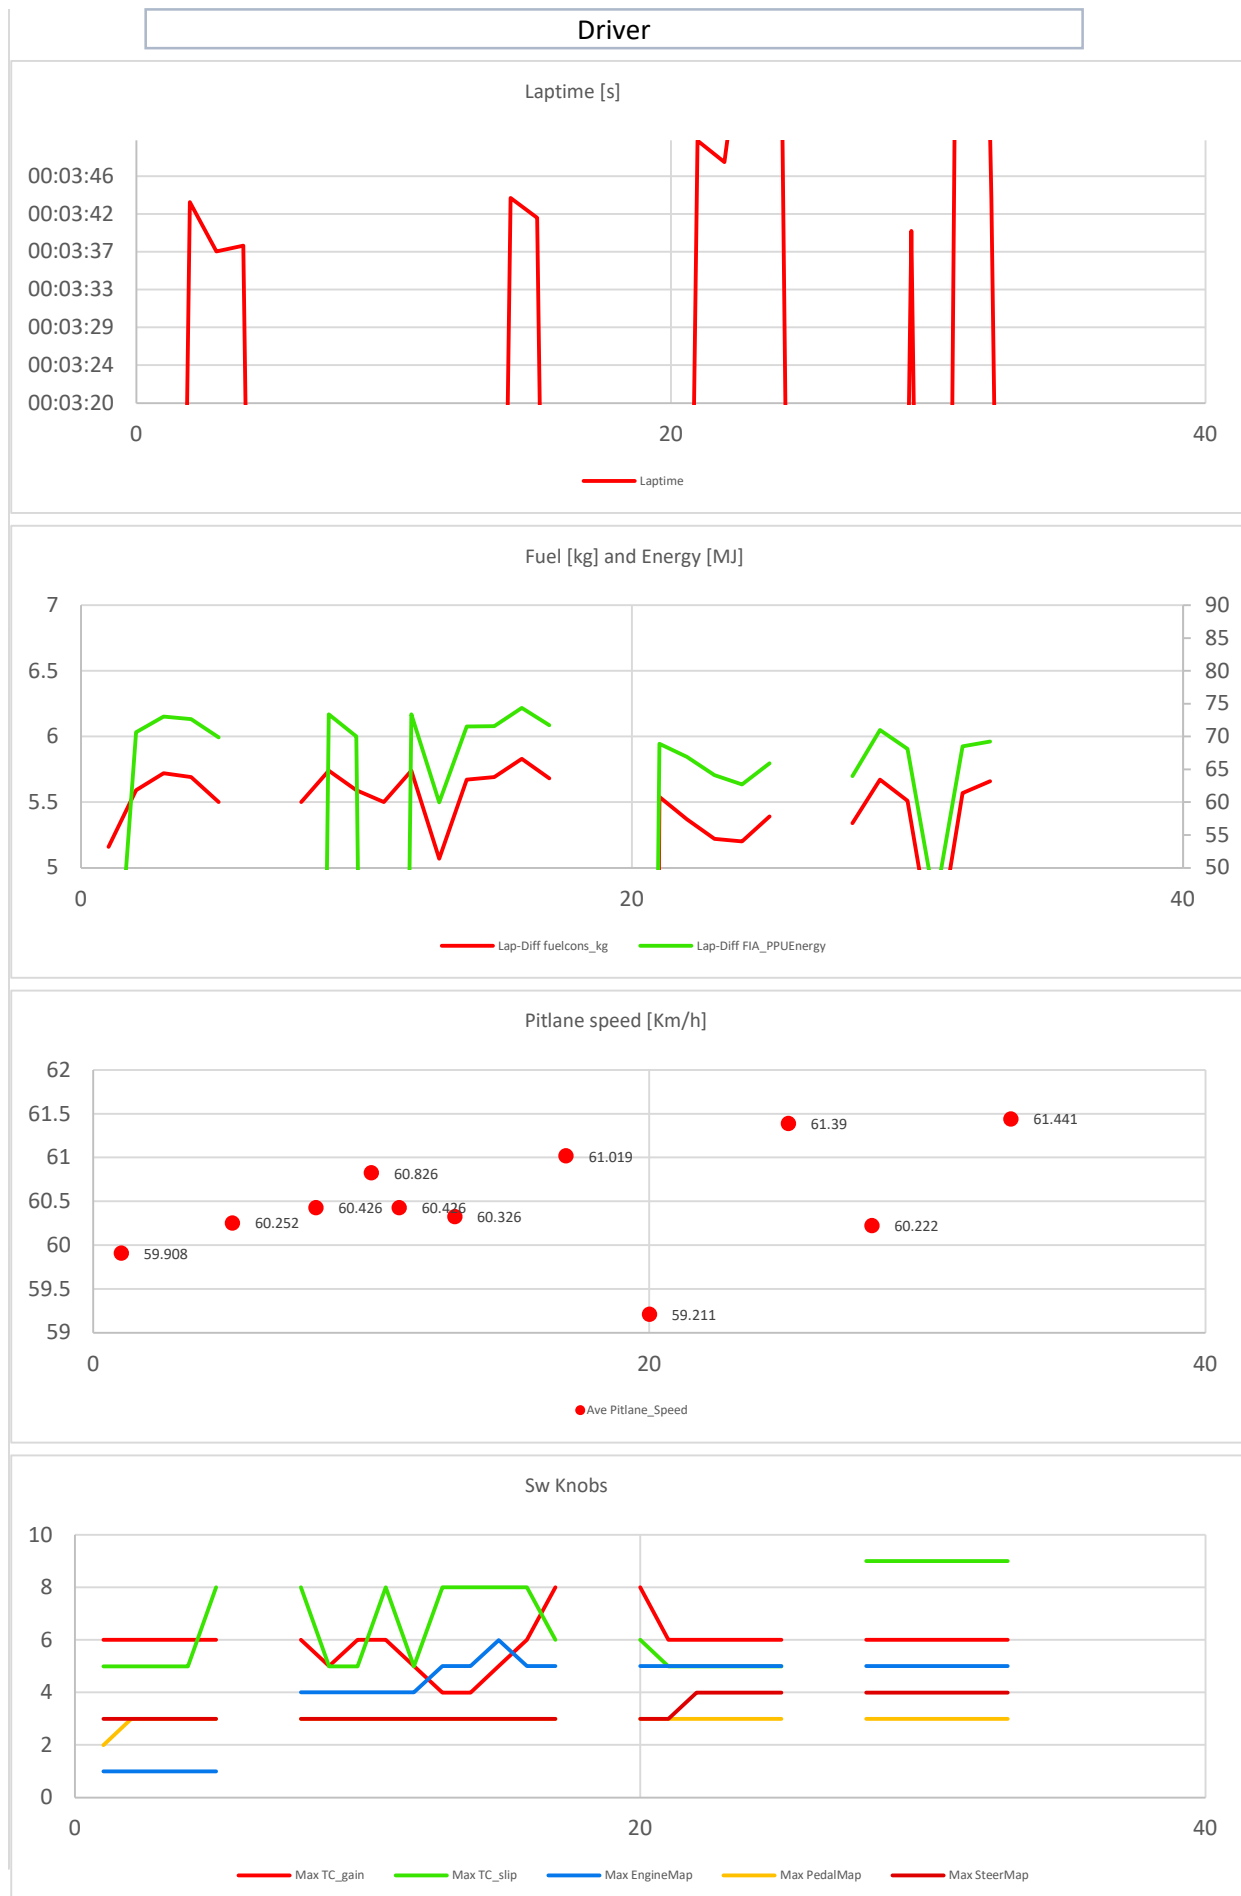 Driver
Laptime [s]
00:03:46
00:03:42
00:03:37
00:03:33
00:03:29
00:03:24
00:03:20
0 20 40
Laptime
Fuel [kg] and Energy [MJ]
7 90
85
6.5 80
75
6 70
65
5.5 60
55
5 50
0 20 40
Lap-Diff fuelcons_kg Lap-Diff FIA_PPUEnergy
Pitlane speed [Km/h]
62
61.5
61.39 61.441
61
61.019
60.826
60.5
60.426 60.426 60.326
60.252 60.222
60
59.908
59.5
59.211
59
0 20 40
Ave Pitlane_Speed
Sw Knobs
10
8
6
4
2
0
0 20 40
Max TC_gain Max TC_slip Max EngineMap Max PedalMap Max SteerMap